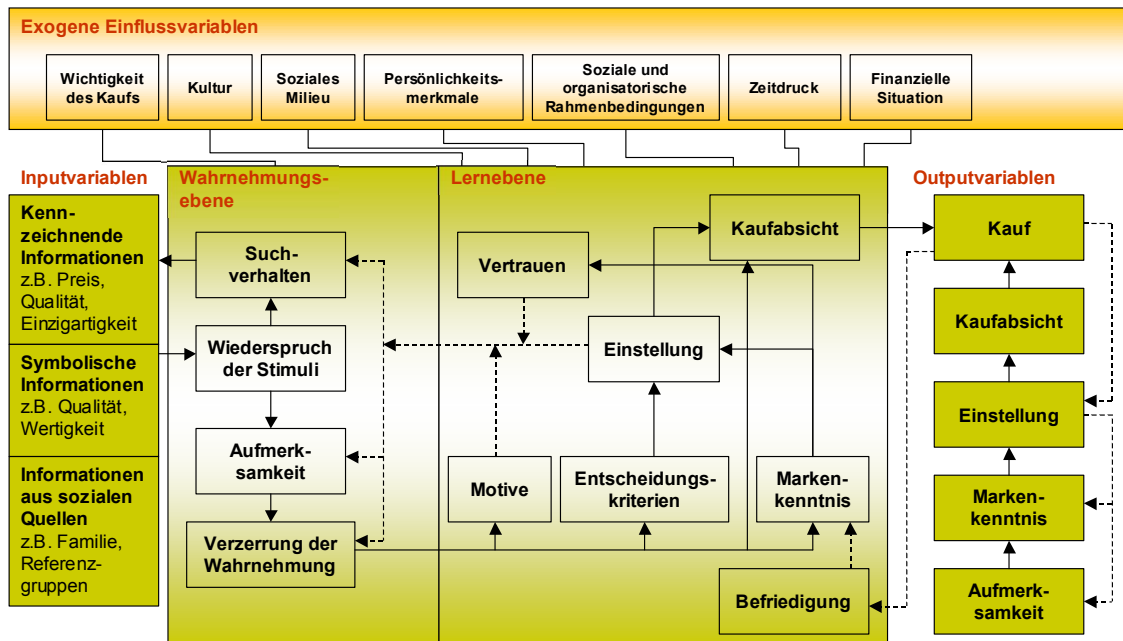 Exogene Einflussvariablen
Wichtigkeit
des Kaufs
Kultur
Soziales
Milieu
Persönlichkeits-
merkmale
Soziale und
organisatorische
Rahmenbedingungen
Zeitdruck
Finanzielle
Situation
Inputvariablen
Kenn-
zeichnende
Informationen
z.B. Preis,
Qualität,
Einzigartigkeit
Symbolische
Informationen
z.B. Qualität,
Wertigkeit
Informationen
aus sozialen
Quellen
z.B. Familie,
Referenz-
gruppen
Wahrnehmungs-
ebene
Such-
verhalten
Wiederspruch
der Stimuli
Aufmerk-
samkeit
Verzerrung der
Wahrnehmung
Lernebene
Kaufabsicht
Vertrauen
Einstellung
Motive
Entscheidungs-
kriterien
Marken-
kenntnis
Befriedigung
Outputvariablen
Kauf
Kaufabsicht
Einstellung
Marken-
kenntnis
Aufmerk-
samkeit